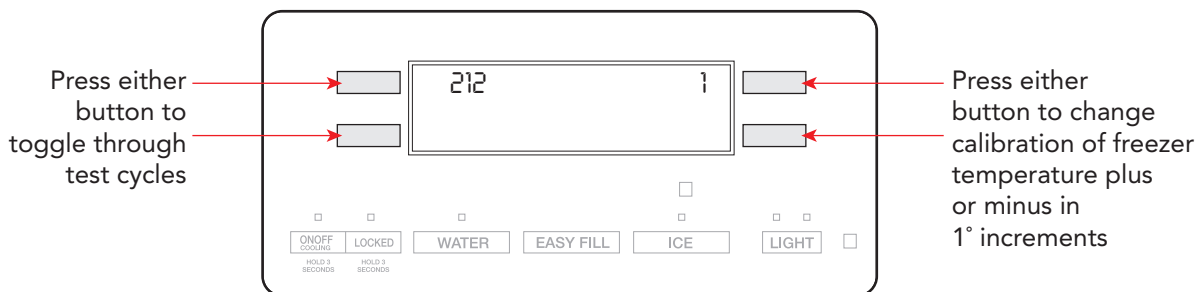 Press either
button to
toggle through
test cycles
212 1
Press either
button to change
calibration of freezer
temperature plus
or minus in
1˚ increments
ONOFF
COOLING
LOCKED
WATER
EASY FILL
ICE
LIGHT
HOLD 3
SECONDS
HOLD 3
SECONDS